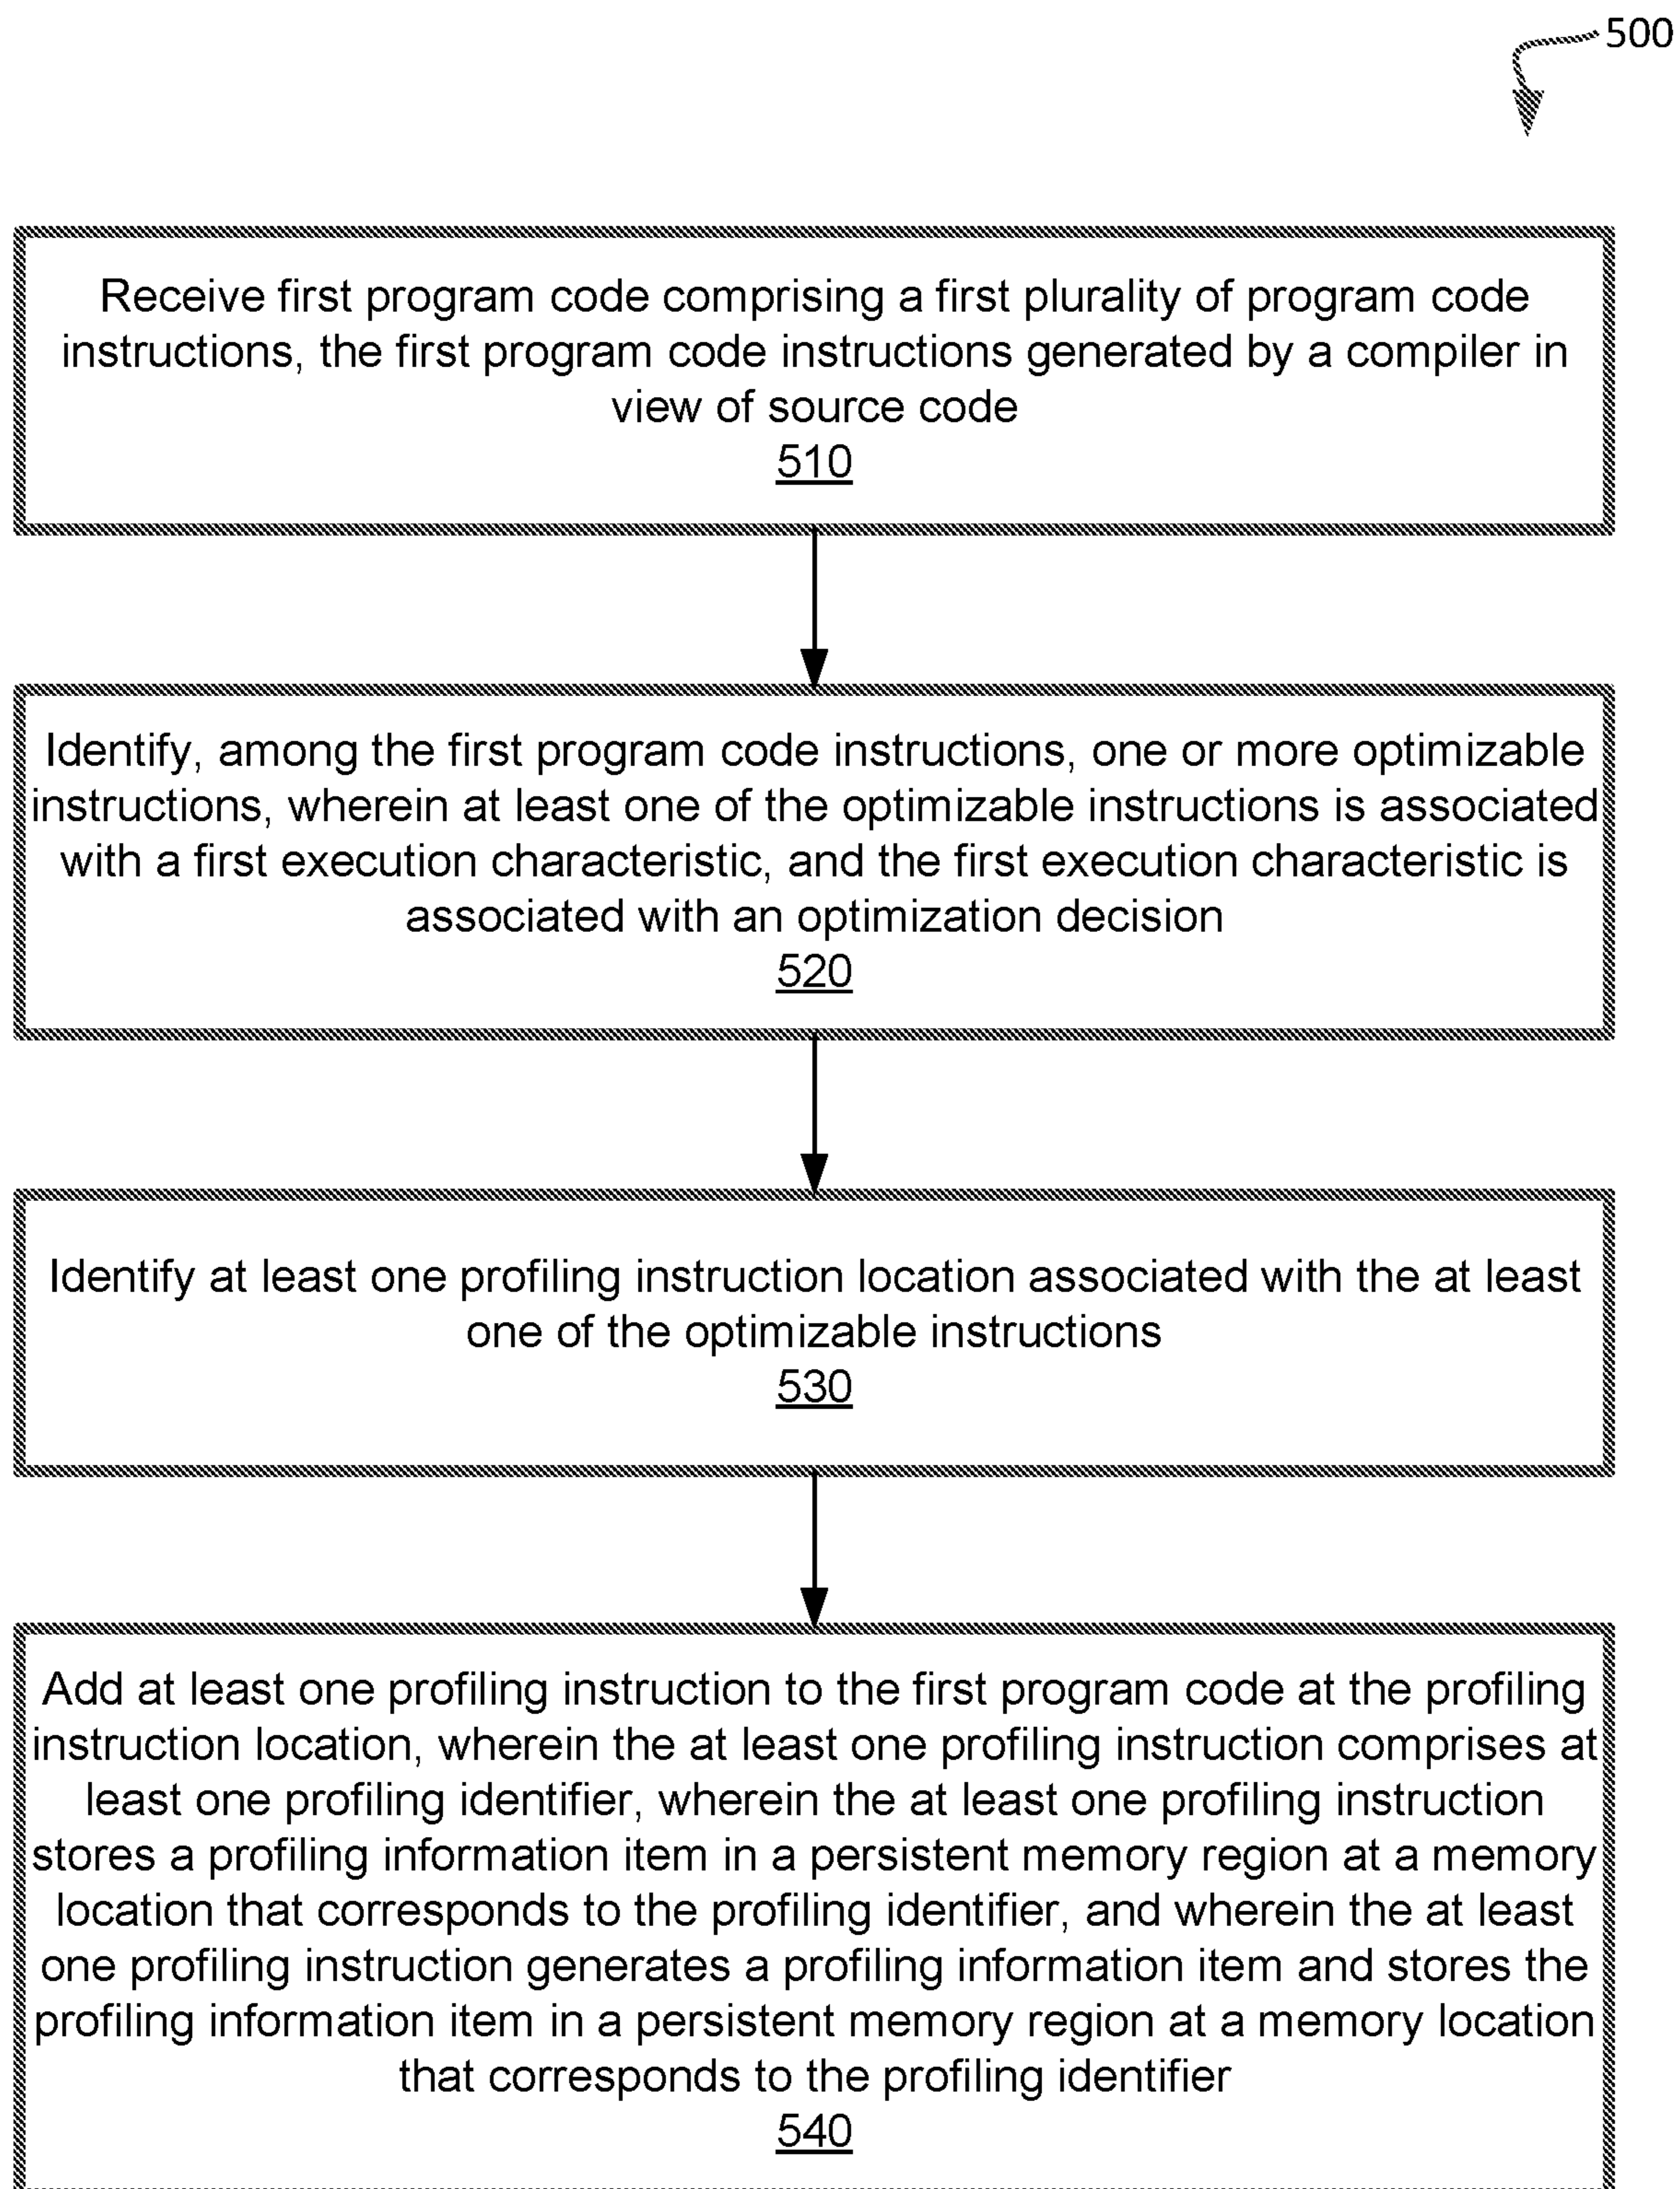 500
Receive first program code comprising a first plurality of program code
instructions, the first program code instructions generated by a compiler in
view of source code
510
Identify, among the first program code instructions, one or more optimizable
instructions, wherein at least one of the optimizable instructions is associated
with a first execution characteristic, and the first execution characteristic is
associated with an optimization decision
520
Identify at least one profiling instruction location associated with the at least
one of the optimizable instructions
530
Add at least one profiling instruction to the first program code at the profiling
instruction location, wherein the at least one profiling instruction comprises at
least one profiling identifier, wherein the at least one profiling instruction
stores a profiling information item in a persistent memory region at a memory
location that corresponds to the profiling identifier, and wherein the at least
one profiling instruction generates a profiling information item and stores the
profiling information item in a persistent memory region at a memory location
that corresponds to the profiling identifier
540